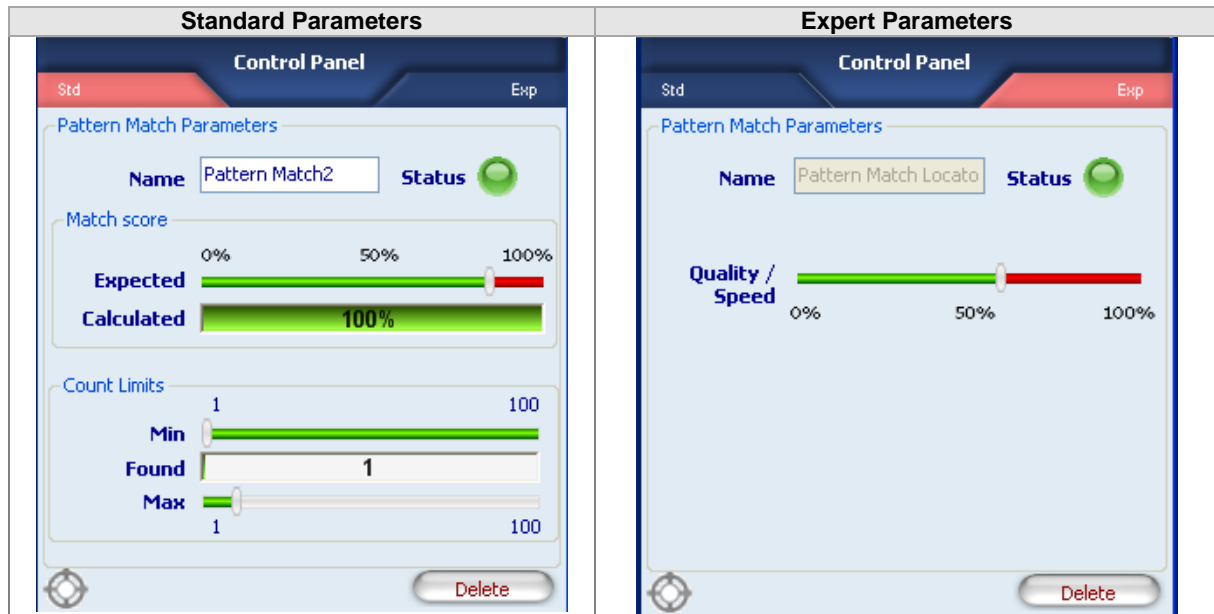 Standard Parameters
Expert Parameters
Control Panel
Std
Exp
Pattern Match Parameters
Name
Pattern Match2
Status
Match score
0%
50%
100%
Expected
Calculated
100%
Count Limits
1
100
Min
Found
1
Max
1
100
Delete
Control Panel
Std
Exp
Pattern Match Parameters
Name
Pattern Match Locato
Status
Quality /
Speed
0%
50%
100%
Delete